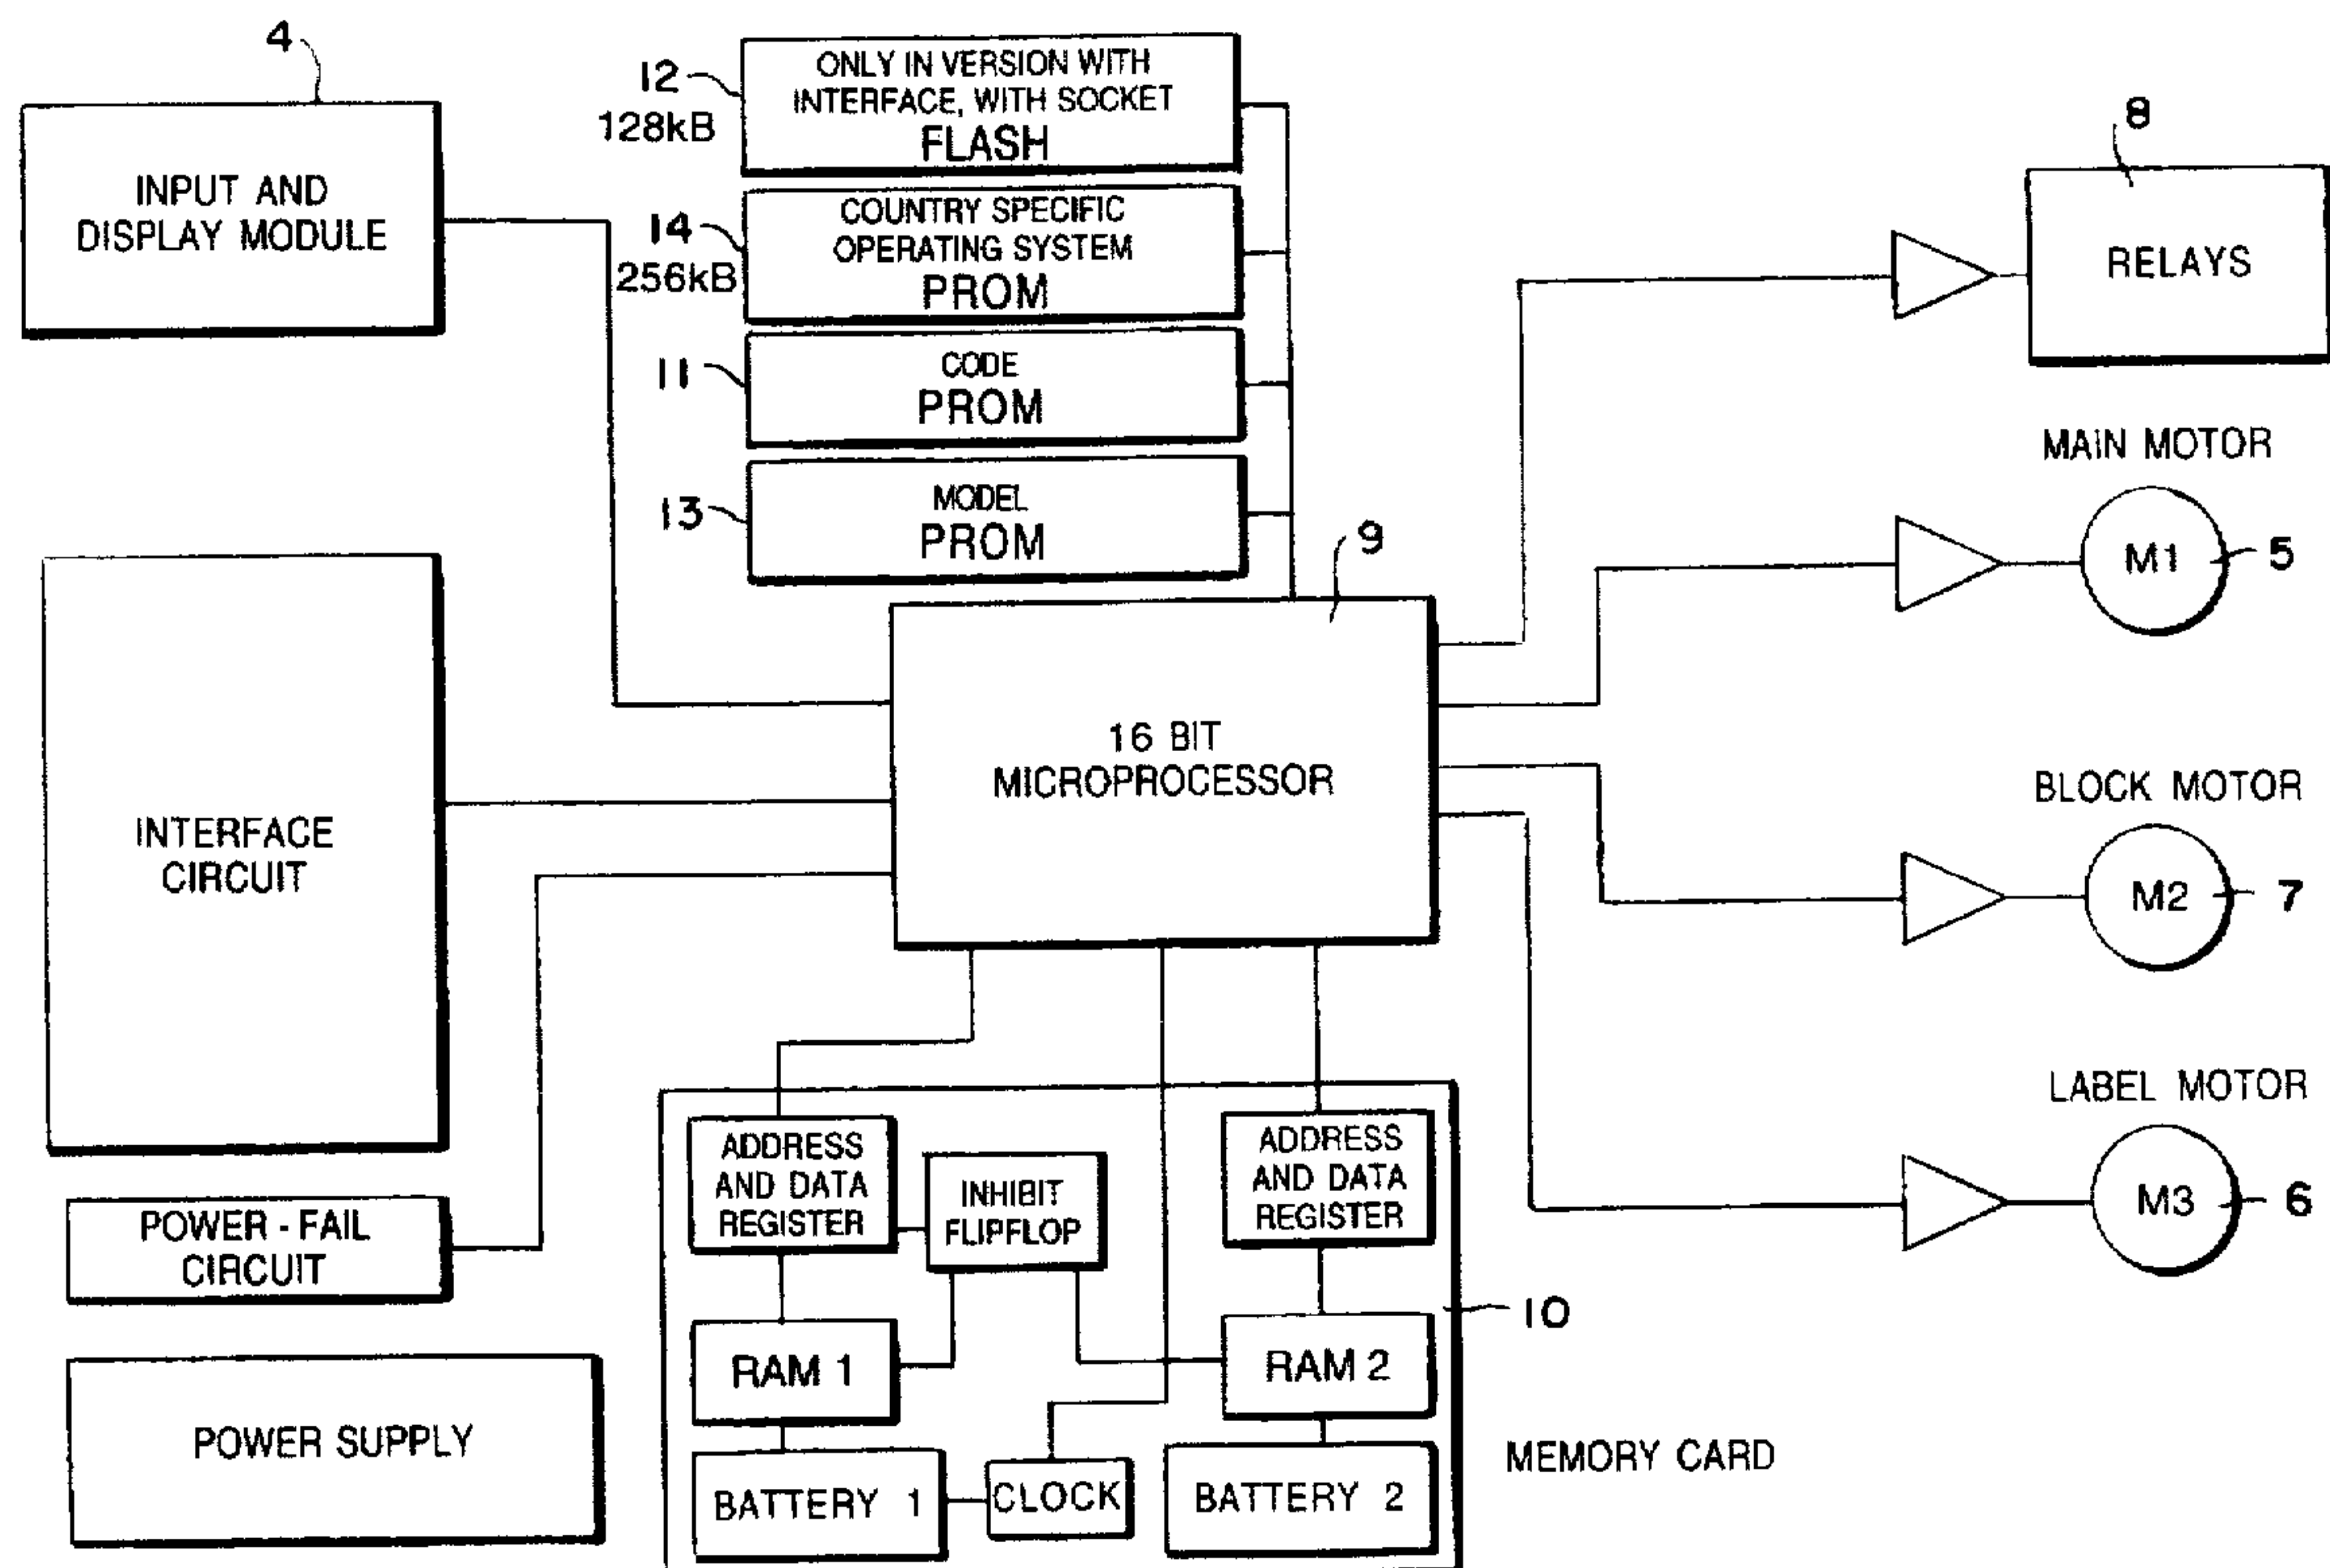 4
INPUT AND
DISPLAY MODULE
12
128kB
ONLY IN VERSION WITH
INTERFACE, WITH SOCKET
FLASH
14
256kB
COUNTRY SPECIFIC
OPERATING SYSTEM
PROM
11
CODE
PROM
13
MODEL
PROM
8
RELAYS
MAIN MOTOR
M1
5
9
16 BIT
MICROPROCESSOR
INTERFACE
CIRCUIT
BLOCK MOTOR
M2
7
LABEL MOTOR
M3
6
POWER - FAIL
CIRCUIT
POWER SUPPLY
ADDRESS
AND DATA
REGISTER
INHIBIT
FLIPFLOP
ADDRESS
AND DATA
REGISTER
10
RAM 1
RAM 2
BATTERY 1
CLOCK
BATTERY 2
MEMORY CARD